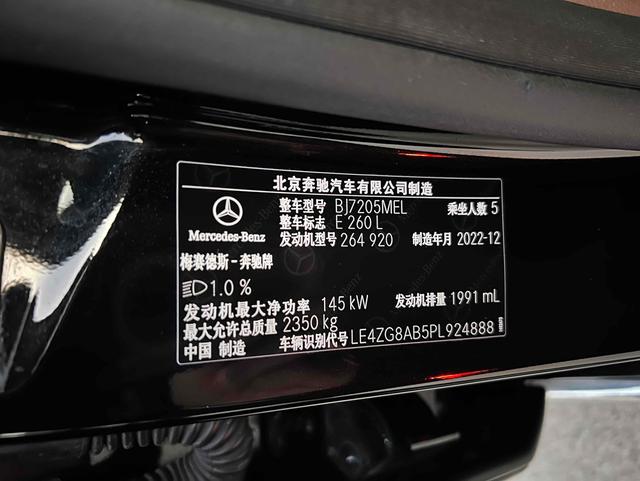 北京奔驰汽车有限公司制造
整车型号 BJ7205MEL 乘坐人数 5
整车标志 E 260 L
发动机型号 264 920 制造年月 2022-12
Mercedes-Benz
梅赛德斯-奔驰牌
1.0 %
发动机最大净功率 145 kW 发动机排量 1991 mL
最大允许总质量 2350 kg
中国 制造 车辆识别代号 LE4ZG8AB5PL924888